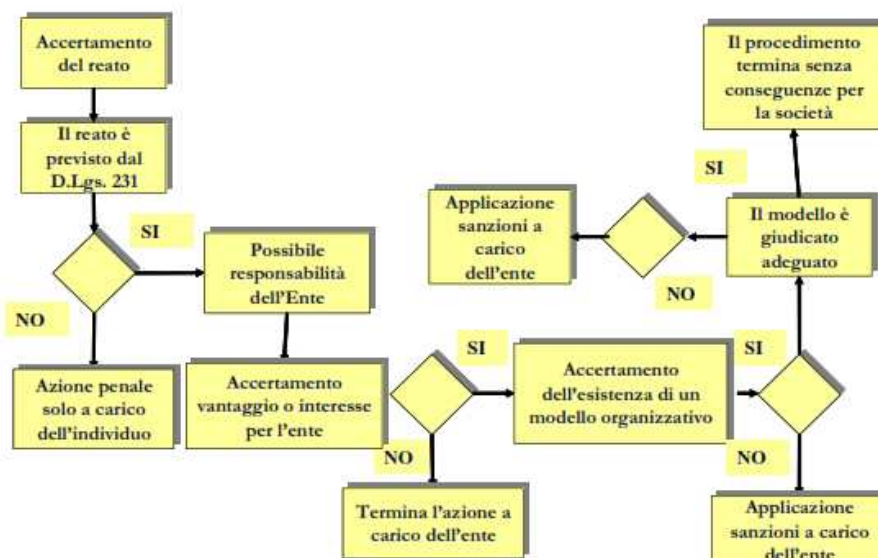 Accertamento
del reato
Il reato è
previsto dal
D.Lgs. 231
SI
NO
Possibile
responsabilità
dell'Ente
Azione penale
solo a carico
dell'individuo
Accertamento
vantaggio o interesse
per l'ente
SI
NO
Termina l'azione a
carico dell'ente
Accertamento
dell'esistenza di un
modello organizzativo
SI
NO
Applicazione
sanzioni a carico
dell'ente
Il modello è
giudicato
adeguato
SI
NO
Applicazione
sanzioni a
carico
dell'ente
Il procedimento
termina senza
conseguenze per
la società